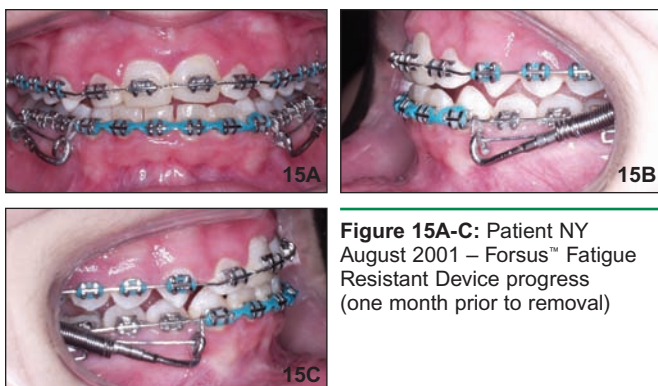 15A
15B
15C
Figure 15A-C: Patient NY
August 2001 – Forsus™ Fatigue
Resistant Device progress
(one month prior to removal)